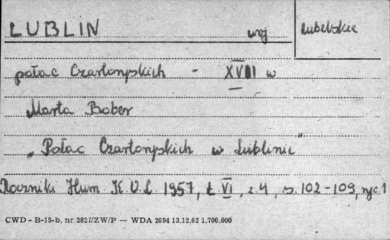 LUBLIN woj lubelskie
pałac Czartoryskich - XVIII w
Marta Bober
„Pałac Czartoryskich w Lublinie"
Roczniki Hum. K.U.L 1957, t VI, z.4, s.102-109, ryc.1
CWD - B-15-b, nr 2827/ZW/P — WDA 2694 13.12.62 1.700.000